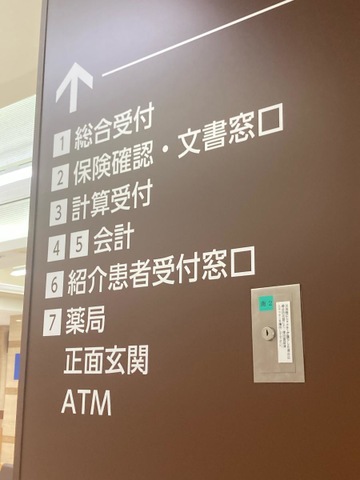 ↑
1 総合受付
2 保険確認・文書窓口
3 計算受付
4 5 会計
6 紹介患者受付窓口
7 薬局
正面玄関
ATM